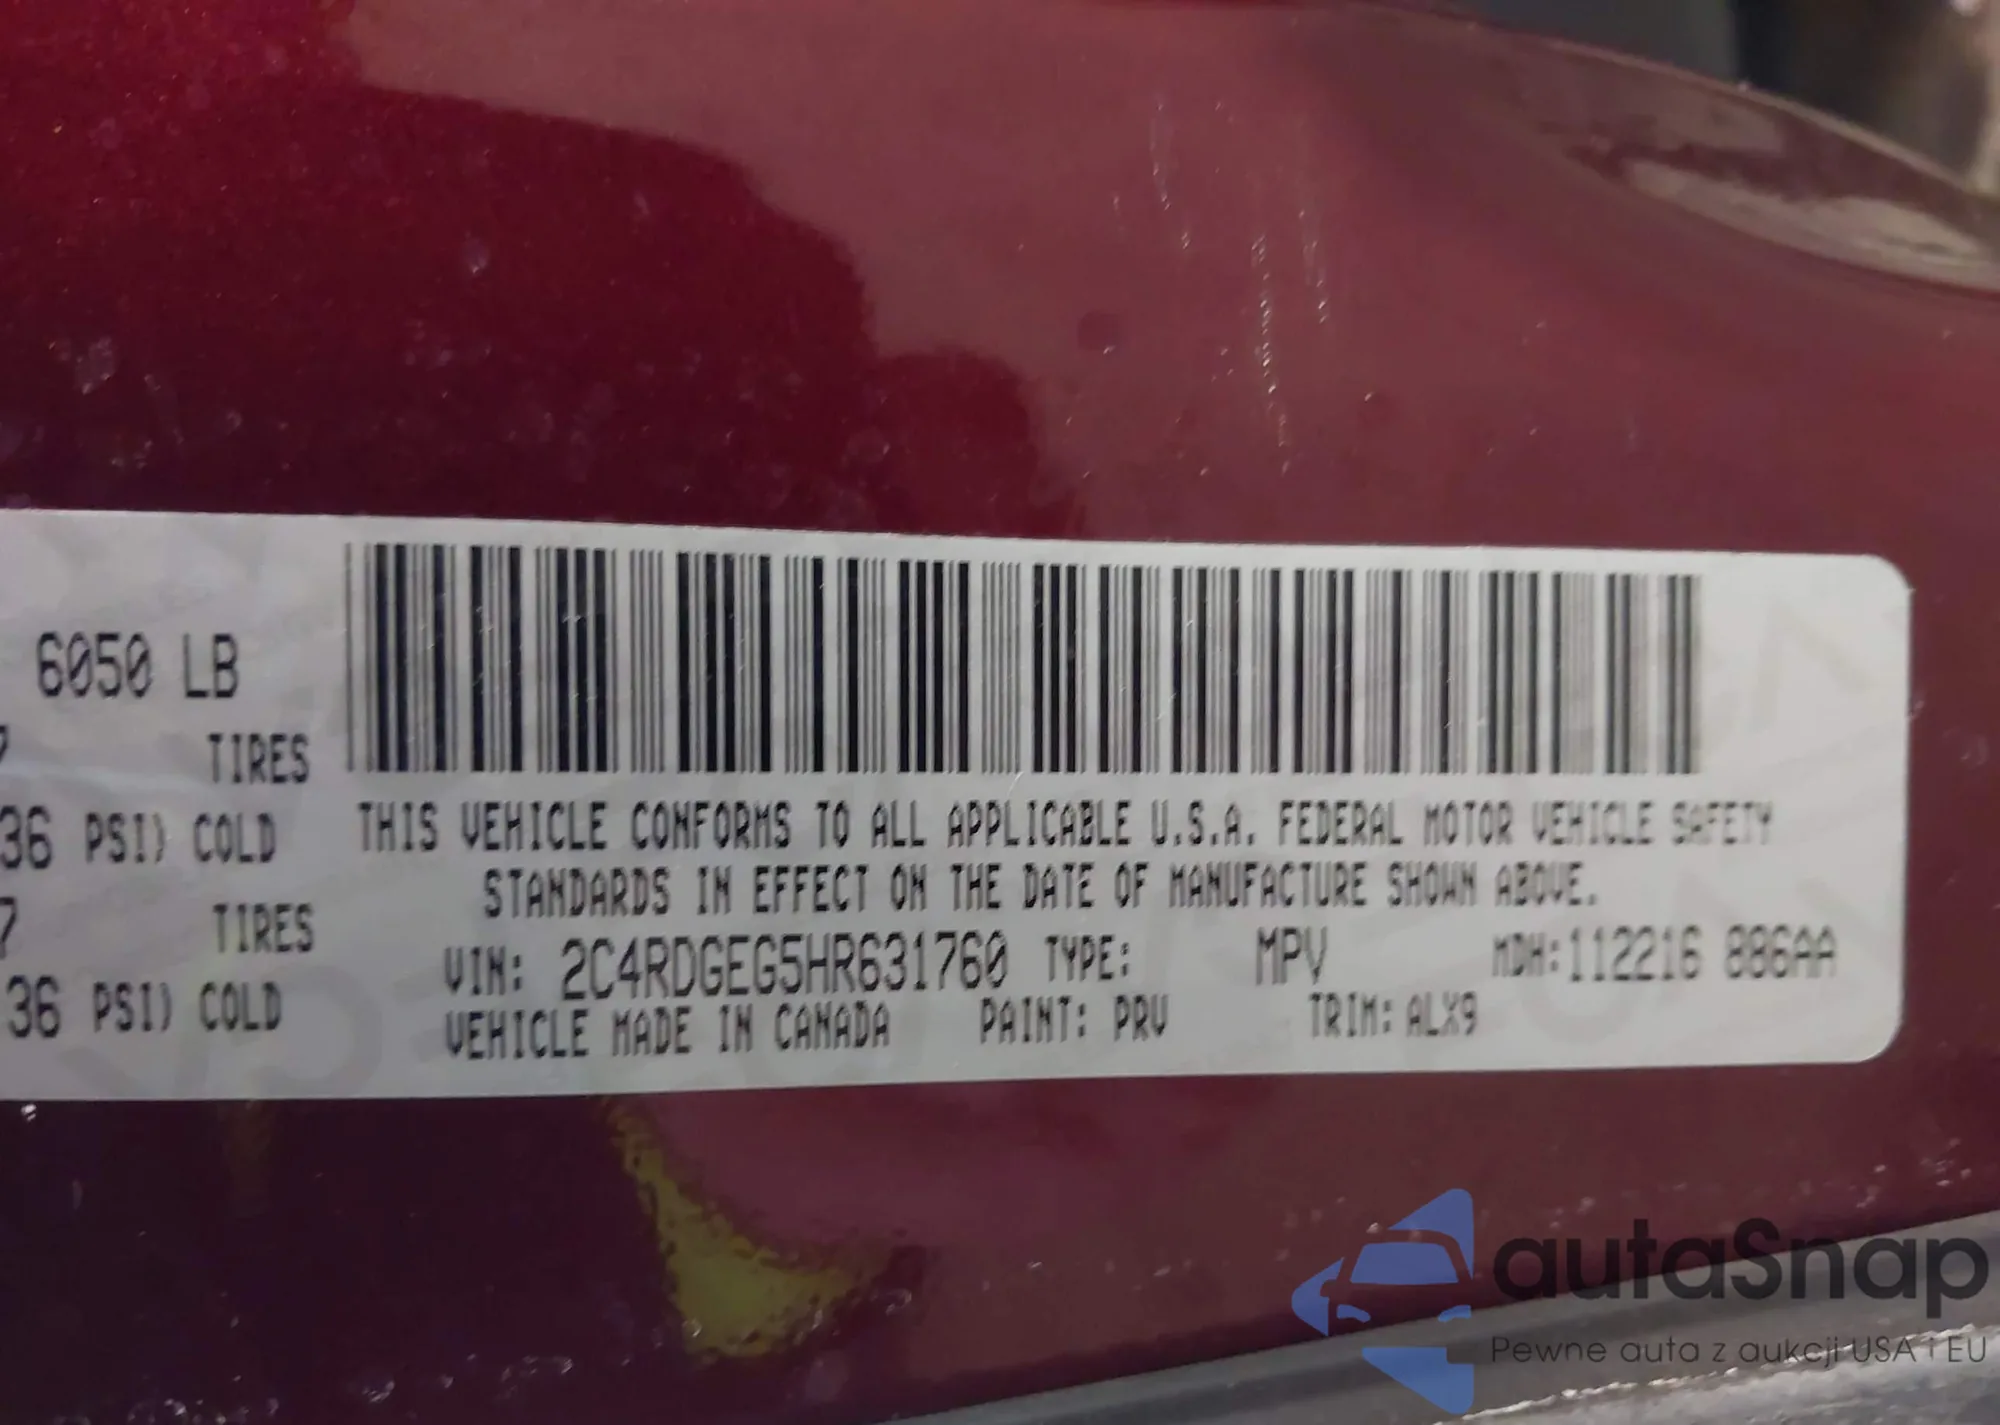 6050 LB
7 TIRES
36 PSI) COLD
7 TIRES
36 PSI) COLD
THIS VEHICLE CONFORMS TO ALL APPLICABLE U.S.A. FEDERAL MOTOR VEHICLE SAFETY
STANDARDS IN EFFECT ON THE DATE OF MANUFACTURE SHOWN ABOVE.
VIN: 2C4RDGEG5HR631760 TYPE: MPV MDH:112216 886AA
VEHICLE MADE IN CANADA PAINT: PRV TRIM: ALX9
autaSnap
Pewne auta z aukcji USA i EU